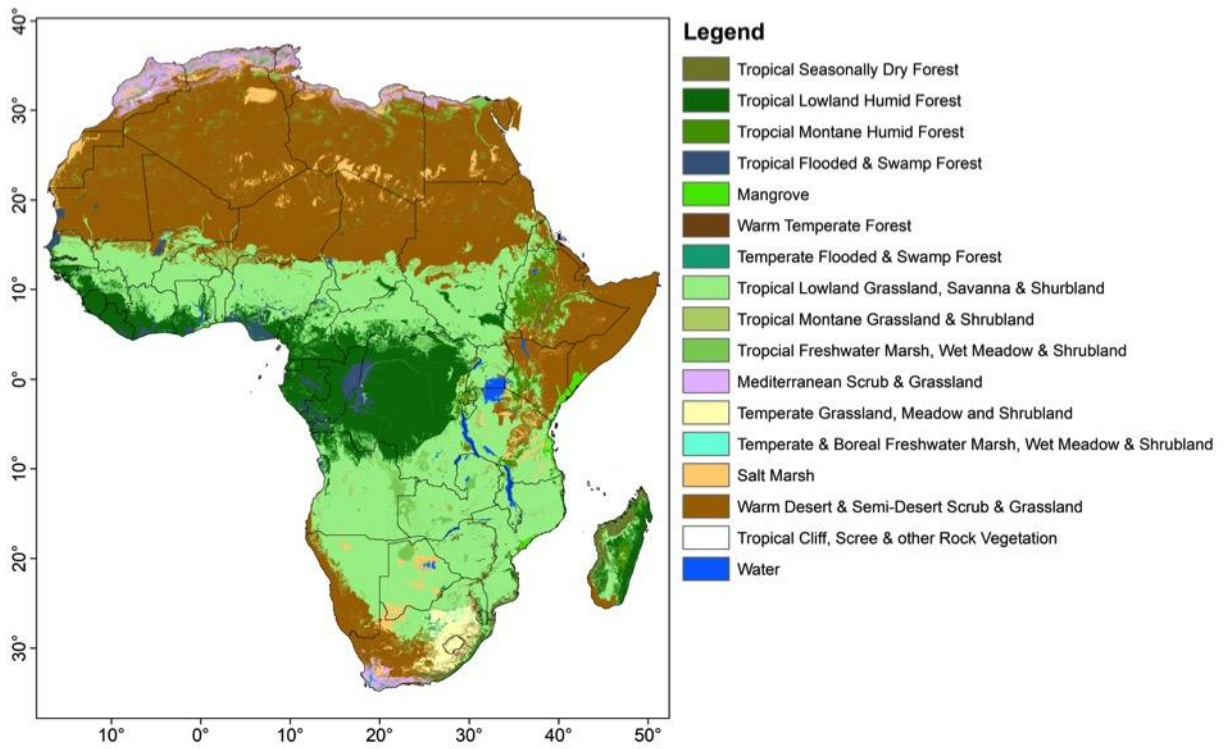 40°
30°
20°
10°
0°
10°
20°
30°
10°
0°
10°
20°
30°
40°
50°
Legend
Tropical Seasonally Dry Forest
Tropical Lowland Humid Forest
Tropcial Montane Humid Forest
Tropical Flooded & Swamp Forest
Mangrove
Warm Temperate Forest
Temperate Flooded & Swamp Forest
Tropical Lowland Grassland, Savanna & Shurbland
Tropical Montane Grassland & Shrubland
Tropcial Freshwater Marsh, Wet Meadow & Shrubland
Mediterranean Scrub & Grassland
Temperate Grassland, Meadow and Shrubland
Temperate & Boreal Freshwater Marsh, Wet Meadow & Shrubland
Salt Marsh
Warm Desert & Semi-Desert Scrub & Grassland
Tropical Cliff, Scree & other Rock Vegetation
Water